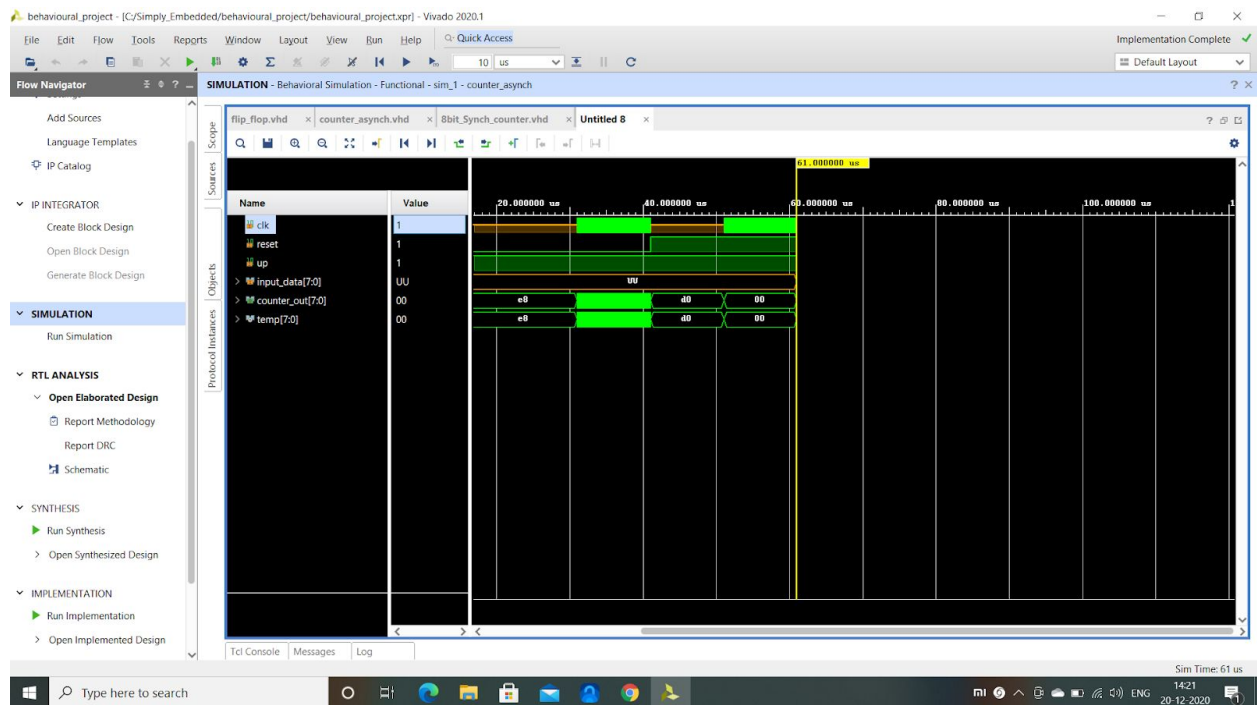 behavioural_project - [C:/Simply_Embedded/behavioural_project/behavioural_project.xpr] - Vivado 2020.1
File Edit Flow Tools Reports Window Layout View Run Help Quick Access
Implementation Complete
10 us
Default Layout
Flow Navigator
SIMULATION - Behavioral Simulation - Functional - sim_1 - counter_asynch
Add Sources
Language Templates
IP Catalog
IP INTEGRATOR
Create Block Design
Open Block Design
Generate Block Design
SIMULATION
Run Simulation
RTL ANALYSIS
Open Elaborated Design
Report Methodology
Report DRC
Schematic
SYNTHESIS
Run Synthesis
Open Synthesized Design
IMPLEMENTATION
Run Implementation
Open Implemented Design
Scope
Sources
Objects
Protocol Instances
flip_flop.vhd counter_asynch.vhd 8bit_Synch_counter.vhd Untitled 8
61.000000 us
Name Value 20.000000 us 40.000000 us 60.000000 us 80.000000 us 100.000000 us
clk 1
reset 1
up 1
input_data[7:0] UU UU
counter_out[7:0] 00 e8 d0 00
temp[7:0] 00 e8 d0 00
Tcl Console Messages Log
Sim Time: 61 us
Type here to search
ENG
14:21
20-12-2020